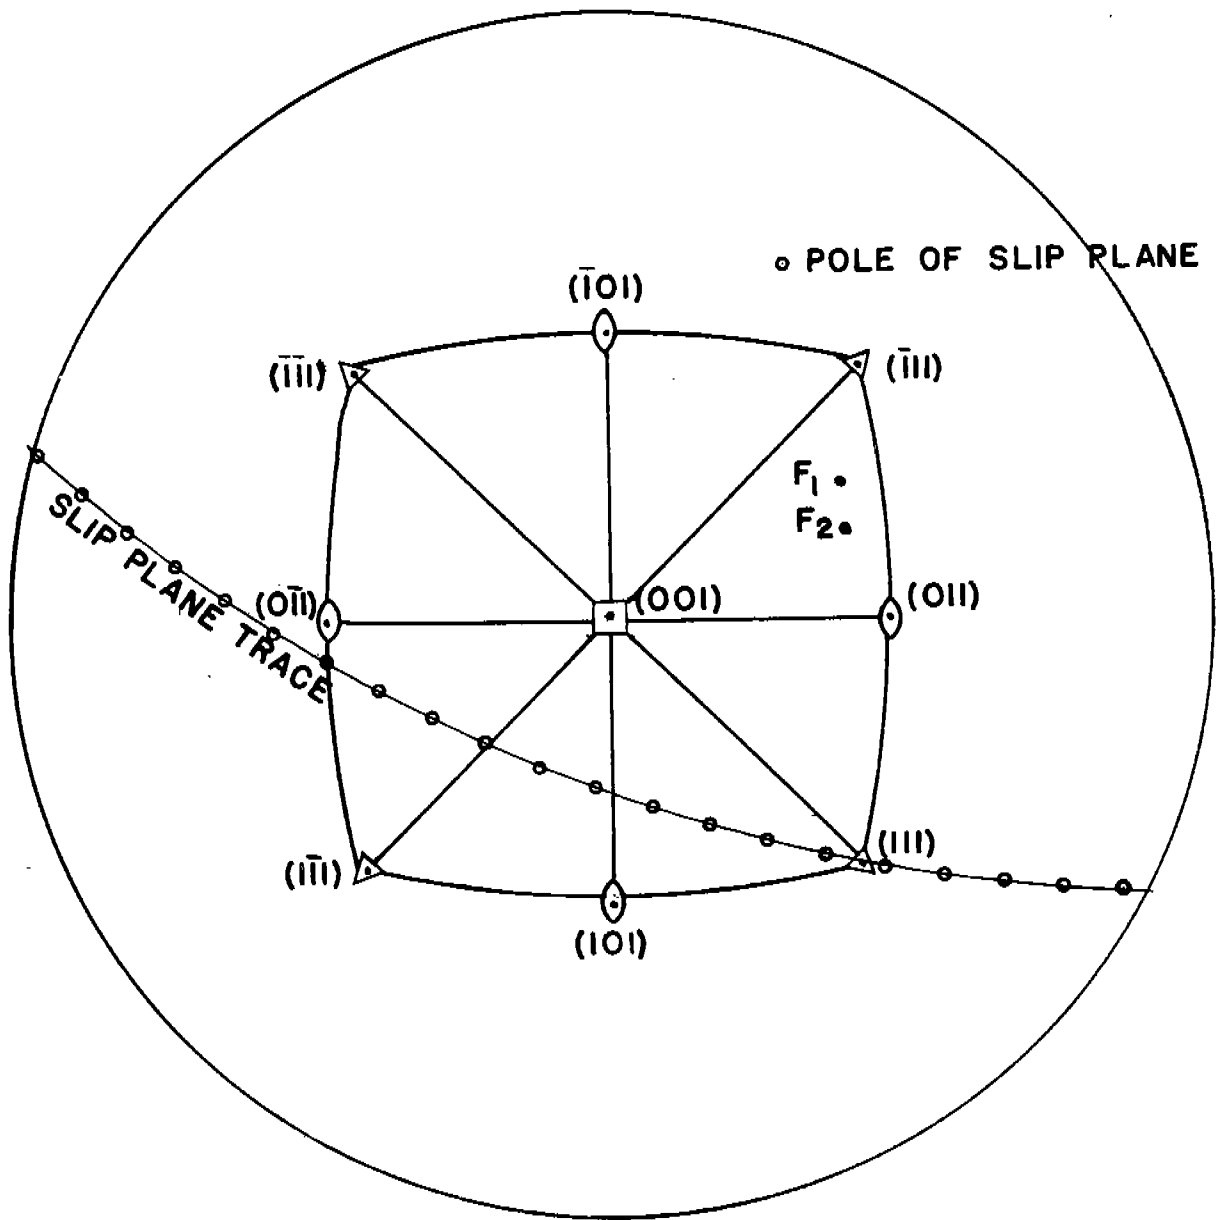 POLE OF SLIP PLANE
(1̄01)
(1̄1̄1)
(1̄11)
F1
F2
SLIP PLANE TRACE
(01̄1̄)
(001)
(011)
(111)
(11̄1)
(101)